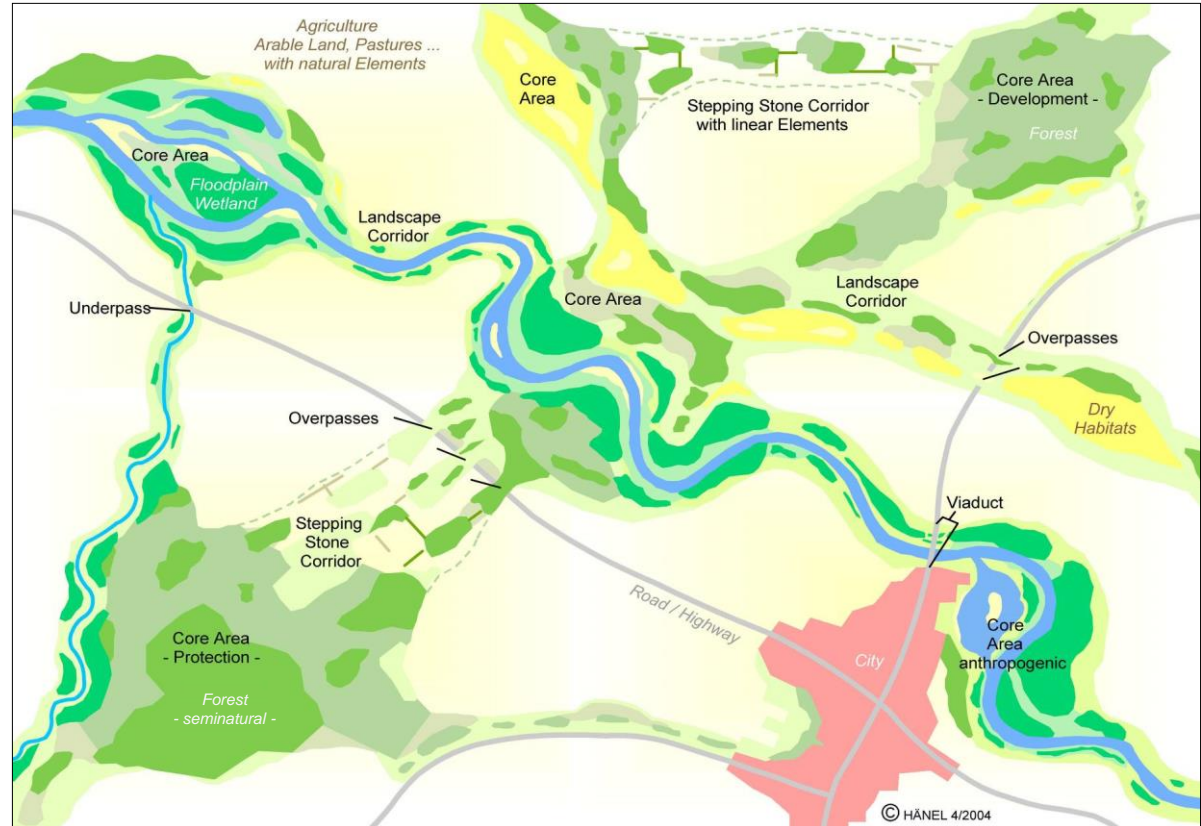 Agriculture
Arable Land, Pastures ...
with natural Elements
Core
Area
Stepping Stone Corridor
with linear Elements
Core Area
- Development -
Forest
Core Area
Floodplain
Wetland
Landscape
Corridor
Core Area
Landscape
Corridor
Underpass
Overpasses
Dry
Habitats
Overpasses
Viaduct
Stepping
Stone
Corridor
Road / Highway
Core Area
- Protection -
Forest
- seminatural -
City
Core
Area
anthropogenic
© HÄNEL 4/2004